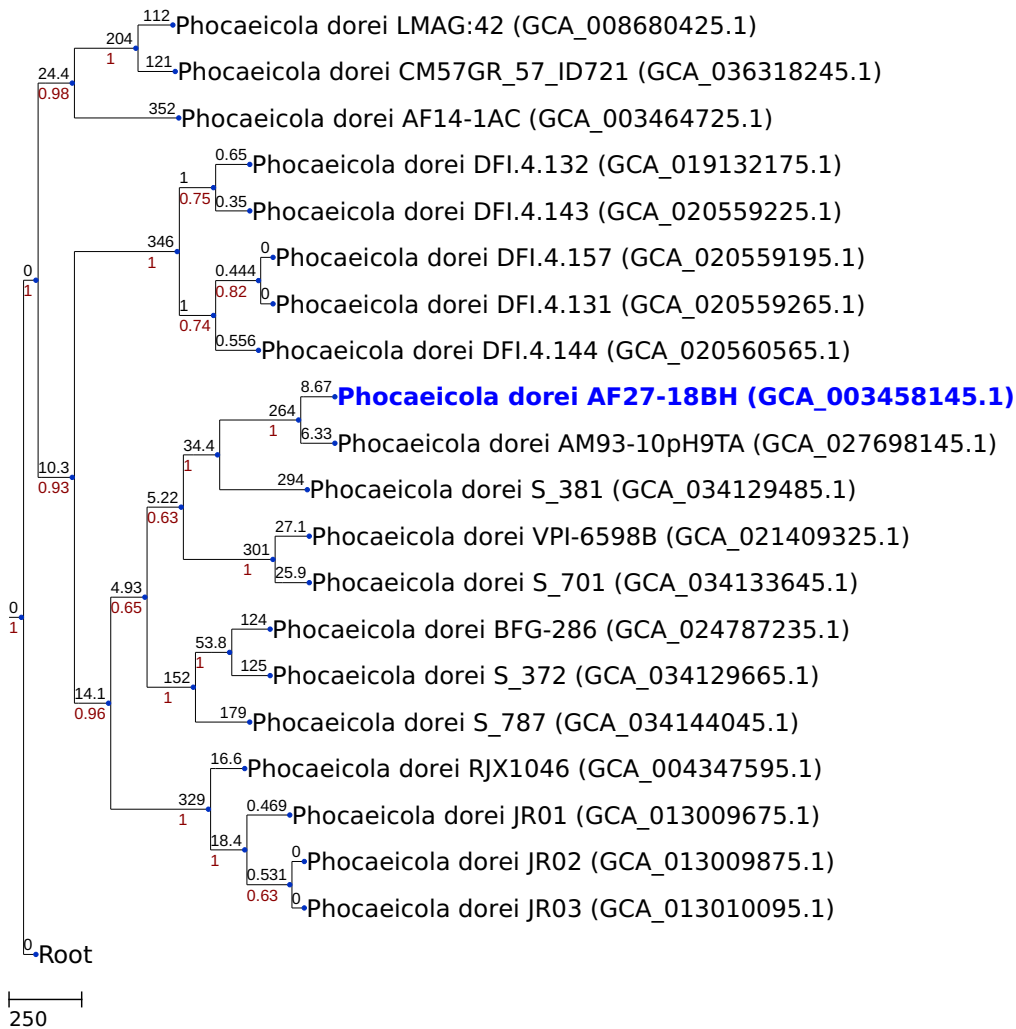 112
Phocaeicola dorei LMAG:42 (GCA_008680425.1)
204
1
121
Phocaeicola dorei CM57GR_57_ID721 (GCA_036318245.1)
24.4
0.98
352
Phocaeicola dorei AF14-1AC (GCA_003464725.1)
0.65
Phocaeicola dorei DFI.4.132 (GCA_019132175.1)
1
0.75
0.35
Phocaeicola dorei DFI.4.143 (GCA_020559225.1)
346
1
0
Phocaeicola dorei DFI.4.157 (GCA_020559195.1)
0
1
0.444
0.82
0
Phocaeicola dorei DFI.4.131 (GCA_020559265.1)
1
0.74
0.556
Phocaeicola dorei DFI.4.144 (GCA_020560565.1)
8.67
Phocaeicola dorei AF27-18BH (GCA_003458145.1)
264
1
6.33
Phocaeicola dorei AM93-10pH9TA (GCA_027698145.1)
34.4
1
10.3
0.93
294
Phocaeicola dorei S_381 (GCA_034129485.1)
5.22
0.63
27.1
Phocaeicola dorei VPI-6598B (GCA_021409325.1)
301
1
25.9
Phocaeicola dorei S_701 (GCA_034133645.1)
4.93
0.65
0
1
124
Phocaeicola dorei BFG-286 (GCA_024787235.1)
53.8
1
125
Phocaeicola dorei S_372 (GCA_034129665.1)
152
1
14.1
0.96
179
Phocaeicola dorei S_787 (GCA_034144045.1)
16.6
Phocaeicola dorei RJX1046 (GCA_004347595.1)
329
1
0.469
Phocaeicola dorei JR01 (GCA_013009675.1)
18.4
1
0
Phocaeicola dorei JR02 (GCA_013009875.1)
0.531
0.63
0
Phocaeicola dorei JR03 (GCA_013010095.1)
0
Root
250